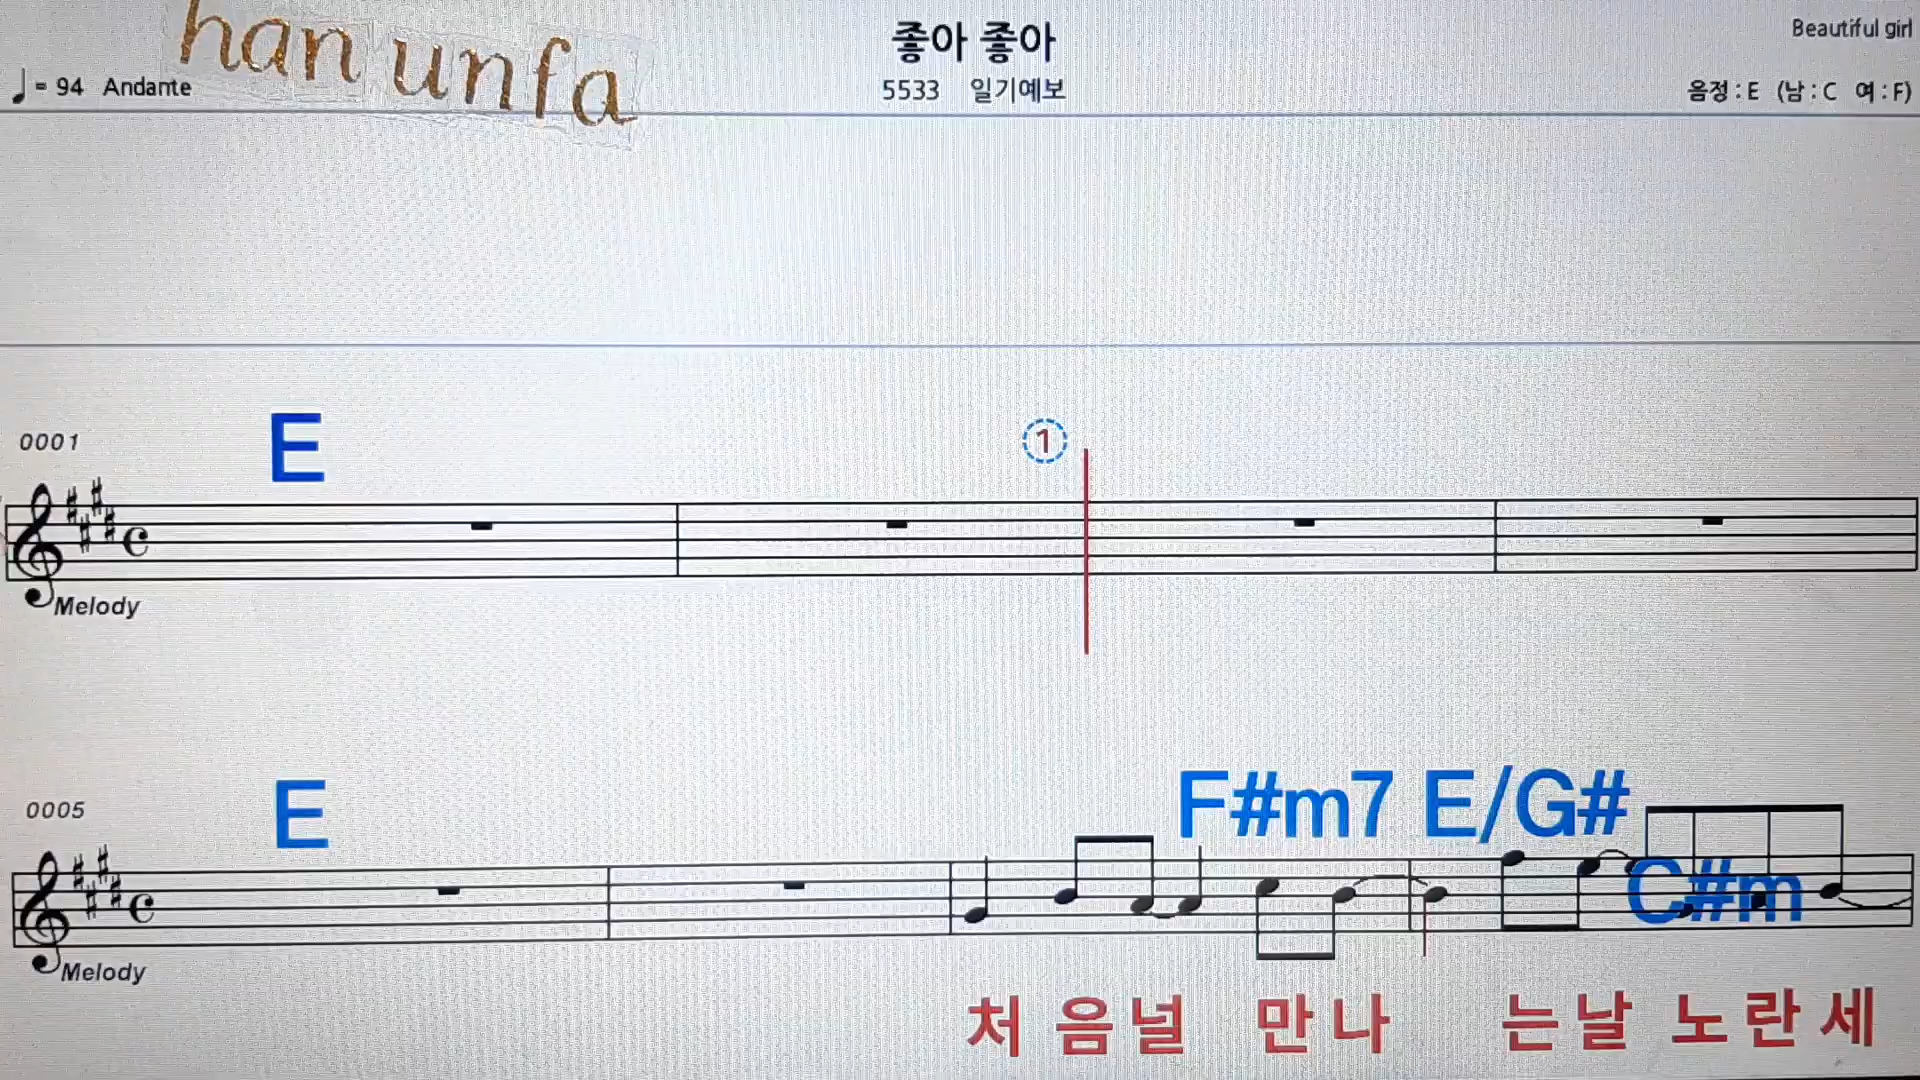 han unfa
좋아 좋아
Beautiful girl
♩= 94 Andante
5533 일기예보
음정 : E (남 : C 여 : F)
0001
E
1
Melody
0005
E
F#m7 E/G#
C#m
Melody
처 음 널 만 나 는 날 노 란 세